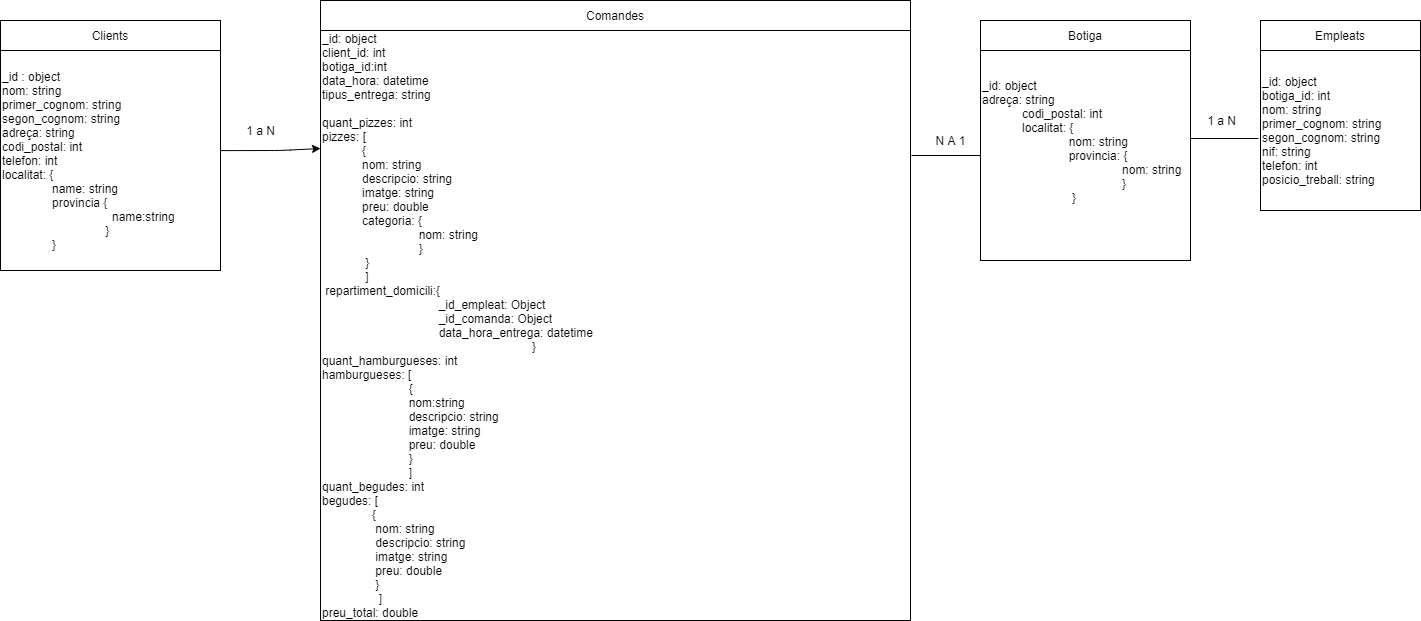 Clients
_id : object
nom: string
primer_cognom: string
segon_cognom: string
adreça: string
codi_postal: int
telefon: int
localitat: {
name: string
provincia {
name:string
}
}
1 a N
Comandes
_id: object
client_id: int
botiga_id:int
data_hora: datetime
tipus_entrega: string
quant_pizzes: int
pizzes: [
{
nom: string
descripcio: string
imatge: string
preu: double
categoria: {
nom: string
}
}
]
repartiment_domicili:{
_id_empleat: Object
_id_comanda: Object
data_hora_entrega: datetime
}
quant_hamburgueses: int
hamburgueses: [
{
nom:string
descripcio: string
imatge: string
preu: double
}
]
quant_begudes: int
begudes: [
{
nom: string
descripcio: string
imatge: string
preu: double
}
]
preu_total: double
N A 1
Botiga
_id: object
adreça: string
codi_postal: int
localitat: {
nom: string
provincia: {
nom: string
}
}
1 a N
Empleats
_id: object
botiga_id: int
nom: string
primer_cognom: string
segon_cognom: string
nif: string
telefon: int
posicio_treball: string